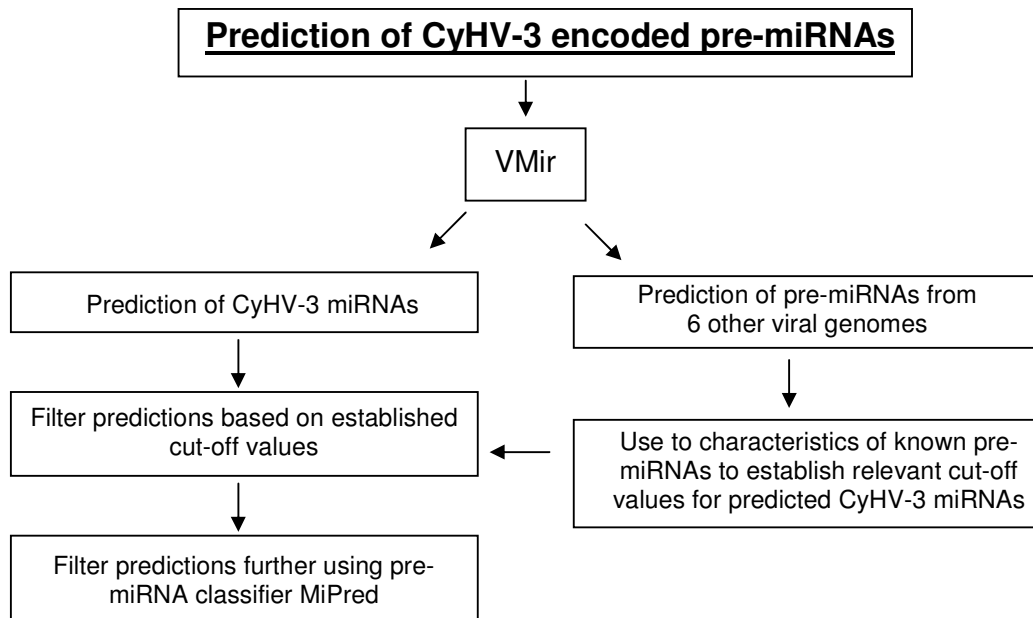 Prediction of CyHV-3 encoded pre-miRNAs
VMir
Prediction of CyHV-3 miRNAs
Prediction of pre-miRNAs from
6 other viral genomes
Filter predictions based on established
cut-off values
Use to characteristics of known pre-
miRNAs to establish relevant cut-off
values for predicted CyHV-3 miRNAs
Filter predictions further using pre-
miRNA classifier MiPred